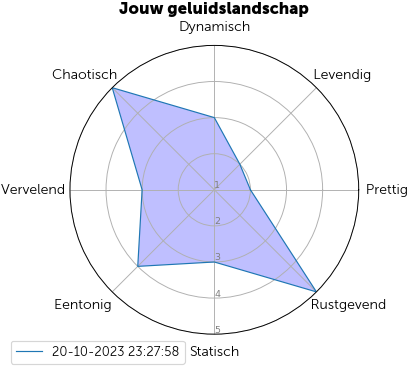 Jouw geluidslandschap
Dynamisch
Chaotisch
Levendig
Vervelend
Prettig
1
2
3
4
5
Eentonig
Rustgevend
20-10-2023 23:27:58
Statisch